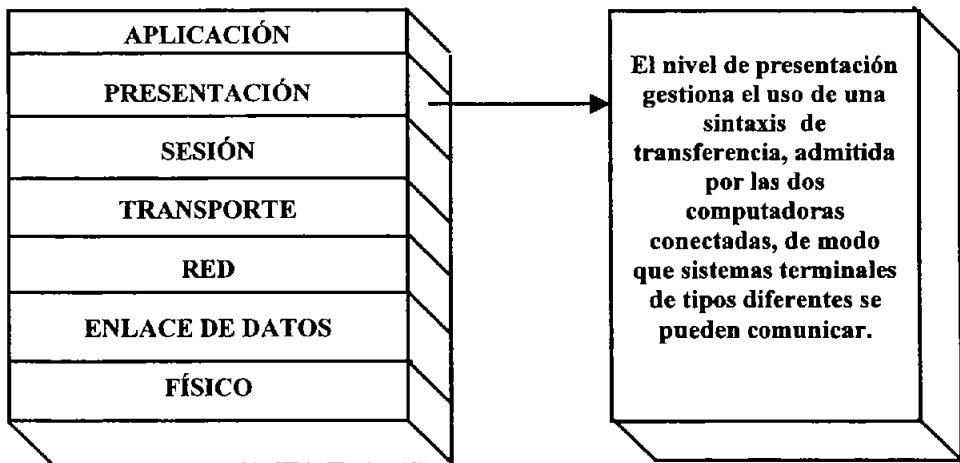 APLICACIÓN
PRESENTACIÓN
SESIÓN
TRANSPORTE
RED
ENLACE DE DATOS
FÍSICO
El nivel de presentación
gestiona el uso de una
sintaxis de
transferencia, admitida
por las dos
computadoras
conectadas, de modo
que sistemas terminales
de tipos diferentes se
pueden comunicar.